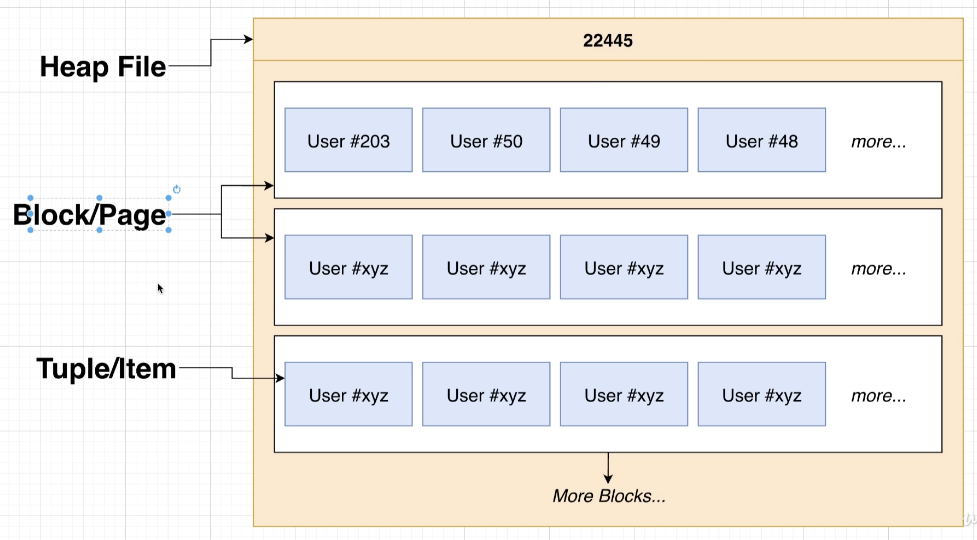 22445
Heap File
User #203 User #50 User #49 User #48 more...
Block/Page
User #xyz User #xyz User #xyz User #xyz more...
Tuple/Item
User #xyz User #xyz User #xyz User #xyz more...
More Blocks...